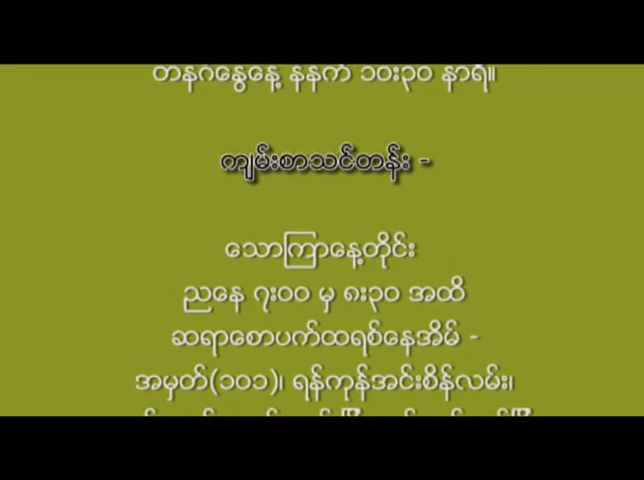 တနင်္ဂနွေနေ့ နံနက် ၁၀း၃၀ နာရီ။
ကျမ်းစာသင်တန်း -
သောကြာနေ့တိုင်း
ညနေ ၇း၀၀ မှ ၈း၃၀ အထိ
ဆရာစောပက်ထရစ်နေအိမ် -
အမှတ်(၁၀၁)၊ ရန်ကုန်အင်းစိန်လမ်း၊